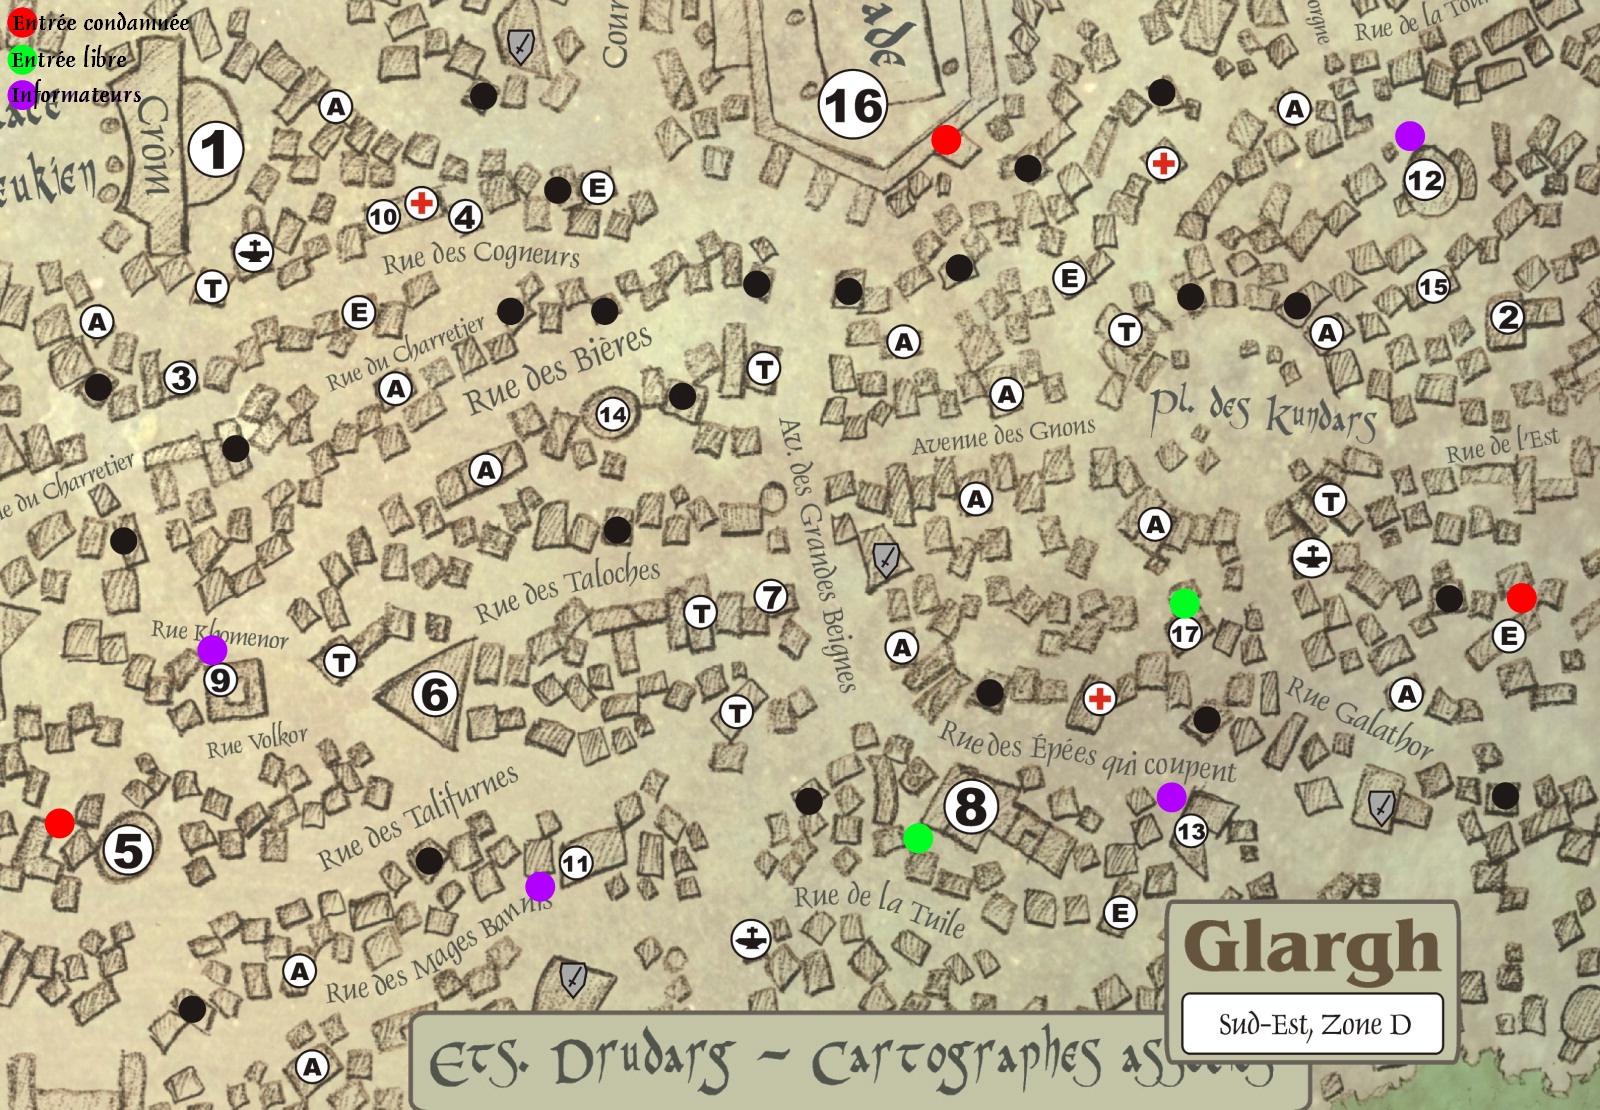 Entrée condamnée
Entrée libre
Informateurs
Crôm
1
A
16
Rue de la Tour
A
12
10
4
E
Rue des Cogneurs
T
E
A
3
Rue du Charretier
A
Rue des Bières
T
14
A
A
E
T
15
2
A
A
Pl. des Kundars
Avenue des Gnons
Rue de l'Est
Av. des Grandes Beignes
A
A
T
Rue du Charretier
Rue des Taloches
T
7
Rue Khomenor
9
T
6
T
A
17
E
A
Rue Volkor
Rue Galathor
Rue des Épées qui coupent
5
Rue des Talifurnes
8
13
11
Rue de la Tuile
E
Rue des Mages Bannis
A
A
Glargh
Sud-Est, Zone D
Ets. Drudarg - Cartographes